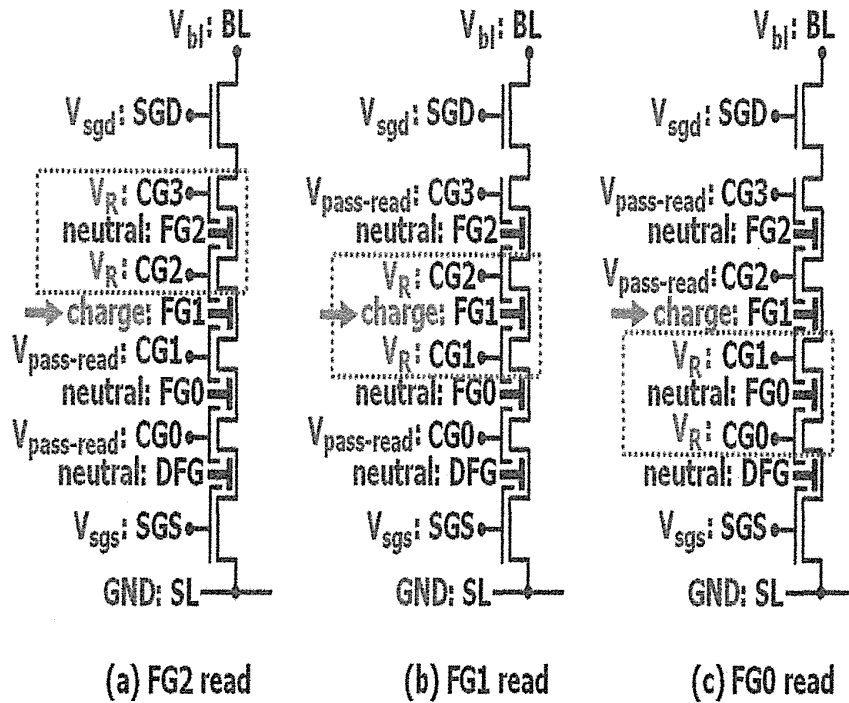 V_bl: BL
V_sgd: SGD
V_R: CG3
neutral: FG2
V_R: CG2
charge: FG1
V_pass-read: CG1
neutral: FG0
V_pass-read: CG0
neutral: DFG
V_sgs: SGS
GND: SL
(a) FG2 read
V_bl: BL
V_sgd: SGD
V_pass-read: CG3
neutral: FG2
V_R: CG2
charge: FG1
V_R: CG1
neutral: FG0
V_pass-read: CG0
neutral: DFG
V_sgs: SGS
GND: SL
(b) FG1 read
V_bl: BL
V_sgd: SGD
V_pass-read: CG3
neutral: FG2
V_pass-read: CG2
charge: FG1
V_R: CG1
neutral: FG0
V_R: CG0
neutral: DFG
V_sgs: SGS
GND: SL
(c) FG0 read